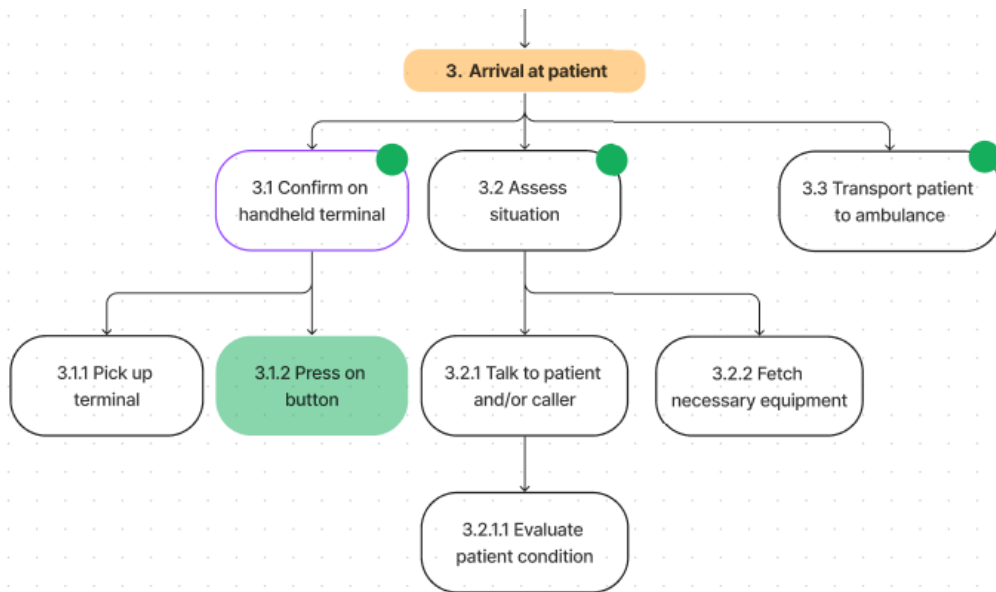 3. Arrival at patient
3.1 Confirm on
handheld terminal
3.2 Assess
situation
3.3 Transport patient
to ambulance
3.1.1 Pick up
terminal
3.1.2 Press on
button
3.2.1 Talk to patient
and/or caller
3.2.2 Fetch
necessary equipment
3.2.1.1 Evaluate
patient condition